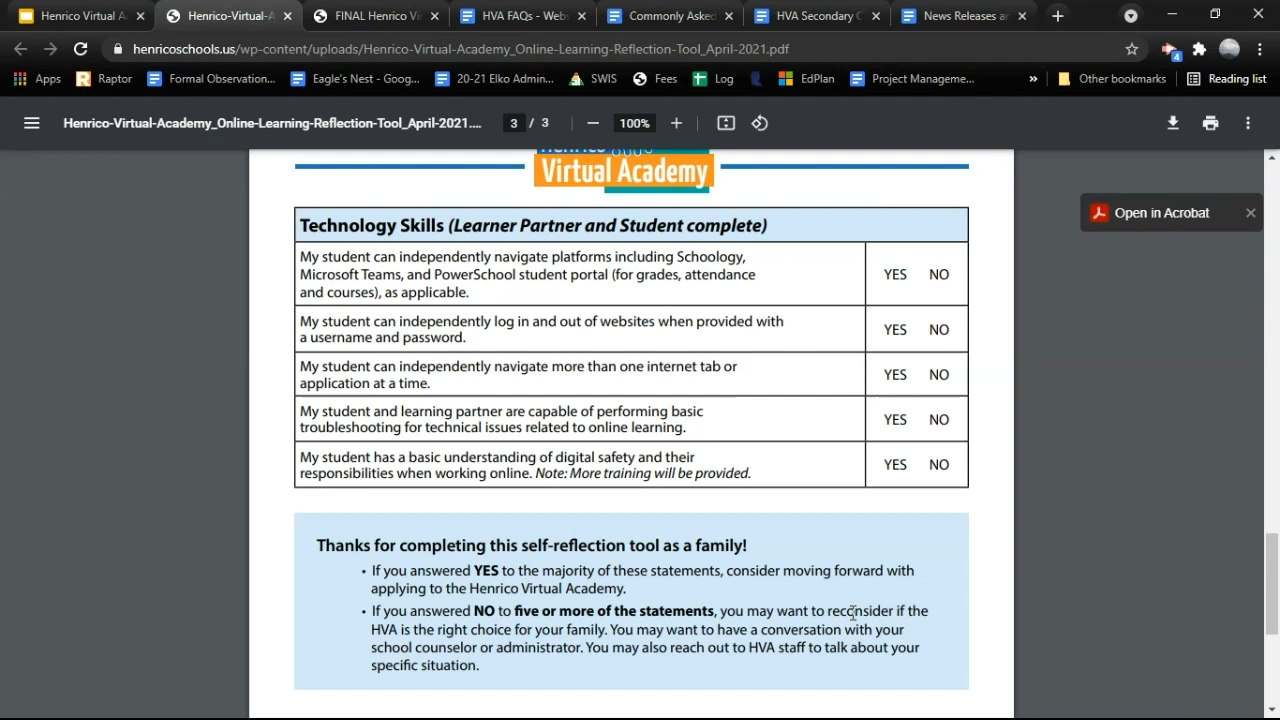 Henrico Virtual A
Henrico-Virtual-A
FINAL Henrico Vi
HVA FAQs - Webs
Commonly Asked
HVA Secondary C
News Releases a
henricoschools.us/wp-content/uploads/Henrico-Virtual-Academy_Online-Learning-Reflection-Tool_April-2021.pdf
4
Apps
Raptor
Formal Observation...
Eagle's Nest - Goog...
20-21 Elko Admin...
SWIS
Fees
Log
EdPlan
Project Manageme...
»
Other bookmarks
Reading list
Henrico-Virtual-Academy_Online-Learning-Reflection-Tool_April-2021....
3 / 3
100%
Open in Acrobat
Virtual Academy
Technology Skills (Learner Partner and Student complete)
My student can independently navigate platforms including Schoology,
Microsoft Teams, and PowerSchool student portal (for grades, attendance
and courses), as applicable.
YES NO
My student can independently log in and out of websites when provided with
a username and password.
YES NO
My student can independently navigate more than one internet tab or
application at a time.
YES NO
My student and learning partner are capable of performing basic
troubleshooting for technical issues related to online learning.
YES NO
My student has a basic understanding of digital safety and their
responsibilities when working online. Note: More training will be provided.
YES NO
Thanks for completing this self-reflection tool as a family!
• If you answered YES to the majority of these statements, consider moving forward with
applying to the Henrico Virtual Academy.
• If you answered NO to five or more of the statements, you may want to reconsider if the
HVA is the right choice for your family. You may want to have a conversation with your
school counselor or administrator. You may also reach out to HVA staff to talk about your
specific situation.